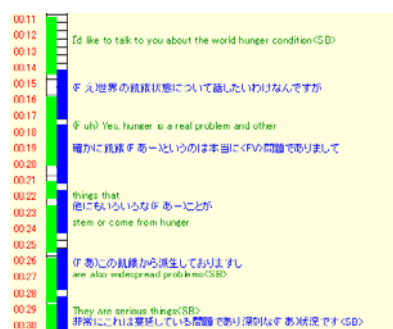 00:11
00:12
I'd like to talk to you about the world hunger condition<SB>
00:13
00:14
00:15
(F え)世界の飢餓状態について話したいわけなんですが
00:16
00:17
00:18
(F uh) Yes, hunger is a real problem and other
00:19
確かに飢餓(F あー)というのは本当に<FV>問題でありまして
00:20
00:21
00:22
things that
他にもいろいろな(F あー)ことが
00:23
00:24
stem or come from hunger
00:25
00:26
(F あ)この飢餓から派生しておりますし
00:27
are also widespread problems<SB>
00:28
00:29
They are serious things<SB>
00:30
非常にこれは蔓延している問題であり深刻な(F あ)状況です<SB>